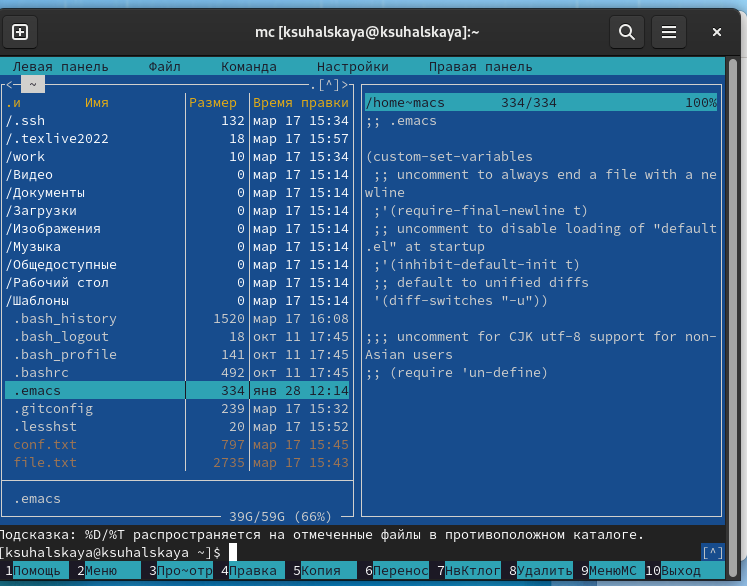 mc [ksuhalskaya@ksuhalskaya]:~
Левая панель Файл Команда Настройки Правая панель
<- ~ .[^]>
.и Имя Размер Время правки
/.ssh 132 мар 17 15:34
/.texlive2022 18 мар 17 15:57
/work 10 мар 17 15:34
/Видео 0 мар 17 15:14
/Документы 0 мар 17 15:14
/Загрузки 0 мар 17 15:14
/Изображения 0 мар 17 15:14
/Музыка 0 мар 17 15:14
/Общедоступные 0 мар 17 15:14
/Рабочий стол 0 мар 17 15:14
/Шаблоны 0 мар 17 15:14
.bash_history 1520 мар 17 16:08
.bash_logout 18 окт 11 17:45
.bash_profile 141 окт 11 17:45
.bashrc 492 окт 11 17:45
.emacs 334 янв 28 12:14
.gitconfig 239 мар 17 15:32
.lesshst 20 мар 17 15:52
conf.txt 797 мар 17 15:45
file.txt 2735 мар 17 15:43
.emacs
39G/59G (66%)
/home~macs 334/334 100%
;; .emacs
(custom-set-variables
;; uncomment to always end a file with a ne
wline
;'(require-final-newline t)
;; uncomment to disable loading of "default
.el" at startup
;'(inhibit-default-init t)
;; default to unified diffs
'(diff-switches "-u"))
;;; uncomment for CJK utf-8 support for non-
Asian users
;; (require 'un-define)
Подсказка: %D/%T распространяется на отмеченные файлы в противоположном каталоге.
[ksuhalskaya@ksuhalskaya ~]$ [^]
1Помощь 2Меню 3Про~отр 4Правка 5Копия 6Перенос 7НвКтлог 8Удалить 9МенюМС 10Выход